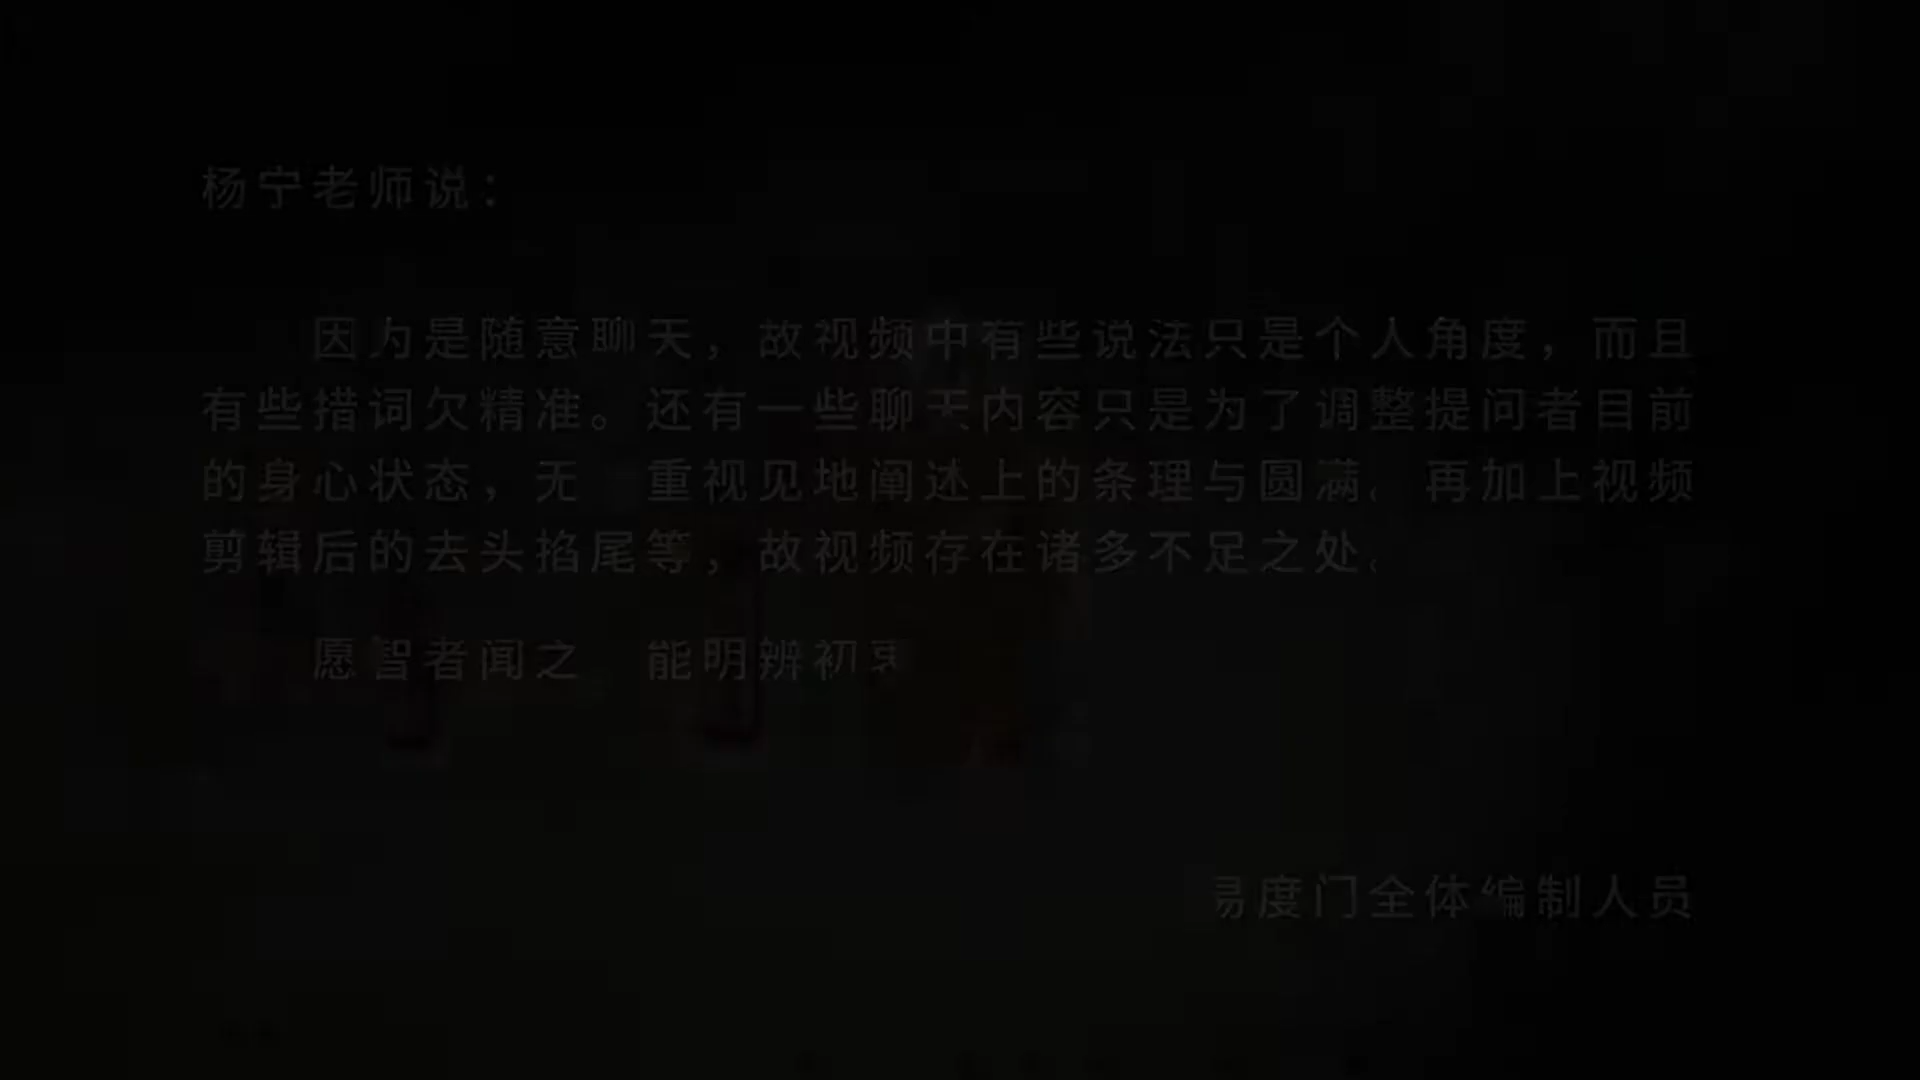 杨宁老师说：
因为是随意聊天，故视频中有些说法只是个人角度，而且
有些措词欠精准。还有一些聊天内容只是为了调整提问者目前
的身心状态，无 重视见地阐述上的条理与圆满。再加上视频
剪辑后的去头掐尾等，故视频存在诸多不足之处。
愿智者闻之 能明辨初衷
易度门全体编制人员